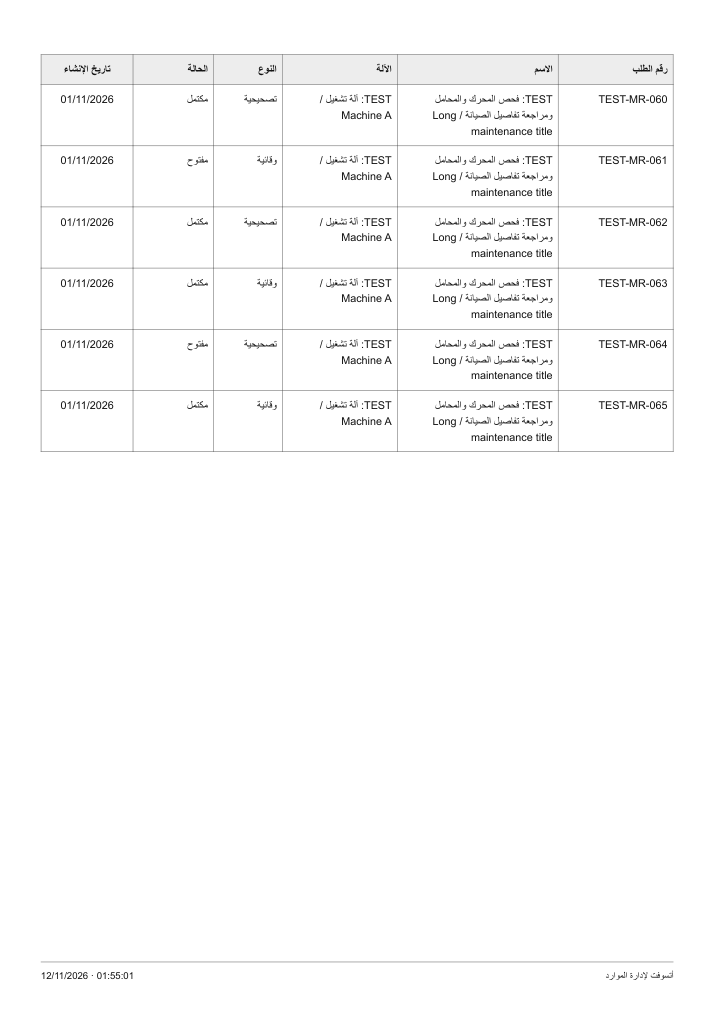 رقم الطلب	الاسم	الآلة	النوع	الحالة	تاريخ الإنشاء
TEST-MR-060	TEST: فحص المحرك والمحامل	TEST: آلة تشغيل /	تصحيحية	مكتمل	01/11/2026
ومراجعة تفاصيل الصيانة / Long	Machine A
maintenance title
TEST-MR-061	TEST: فحص المحرك والمحامل	TEST: آلة تشغيل /	وقائية	مفتوح	01/11/2026
ومراجعة تفاصيل الصيانة / Long	Machine A
maintenance title
TEST-MR-062	TEST: فحص المحرك والمحامل	TEST: آلة تشغيل /	تصحيحية	مكتمل	01/11/2026
ومراجعة تفاصيل الصيانة / Long	Machine A
maintenance title
TEST-MR-063	TEST: فحص المحرك والمحامل	TEST: آلة تشغيل /	وقائية	مكتمل	01/11/2026
ومراجعة تفاصيل الصيانة / Long	Machine A
maintenance title
TEST-MR-064	TEST: فحص المحرك والمحامل	TEST: آلة تشغيل /	تصحيحية	مفتوح	01/11/2026
ومراجعة تفاصيل الصيانة / Long	Machine A
maintenance title
TEST-MR-065	TEST: فحص المحرك والمحامل	TEST: آلة تشغيل /	وقائية	مكتمل	01/11/2026
ومراجعة تفاصيل الصيانة / Long	Machine A
maintenance title
أتسوفت لإدارة الموارد	12/11/2026 · 01:55:01